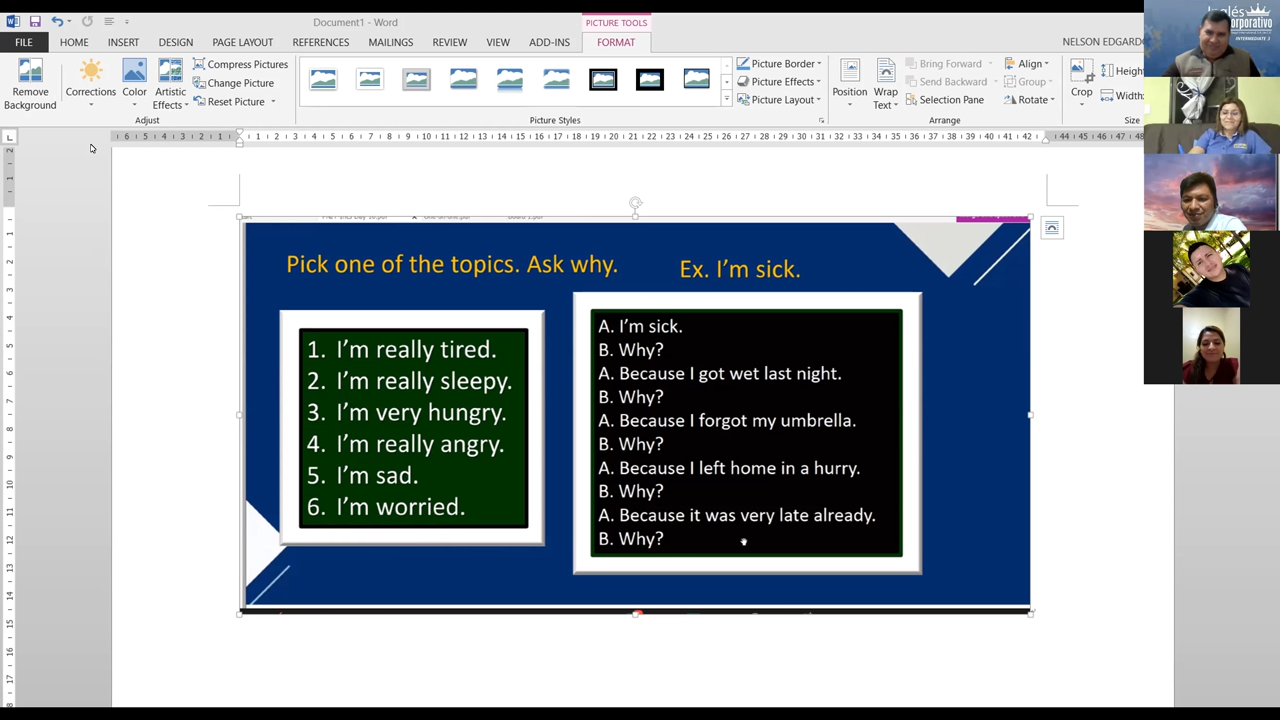 Document1 - Word
PICTURE TOOLS
FILE HOME INSERT DESIGN PAGE LAYOUT REFERENCES MAILINGS REVIEW VIEW ADD-INS FORMAT
NELSON EDGARDO
Remove Background
Corrections
Color
Artistic Effects
Compress Pictures
Change Picture
Reset Picture
Adjust
Picture Styles
Picture Border
Picture Effects
Picture Layout
Position
Wrap Text
Bring Forward
Send Backward
Selection Pane
Align
Group
Rotate
Arrange
Crop
Height
Width:
Size
Inglés
orporativo
INTERMEDIATE 3
Pick one of the topics. Ask why.
Ex. I'm sick.
1. I'm really tired.
2. I'm really sleepy.
3. I'm very hungry.
4. I'm really angry.
5. I'm sad.
6. I'm worried.
A. I'm sick.
B. Why?
A. Because I got wet last night.
B. Why?
A. Because I forgot my umbrella.
B. Why?
A. Because I left home in a hurry.
B. Why?
A. Because it was very late already.
B. Why?